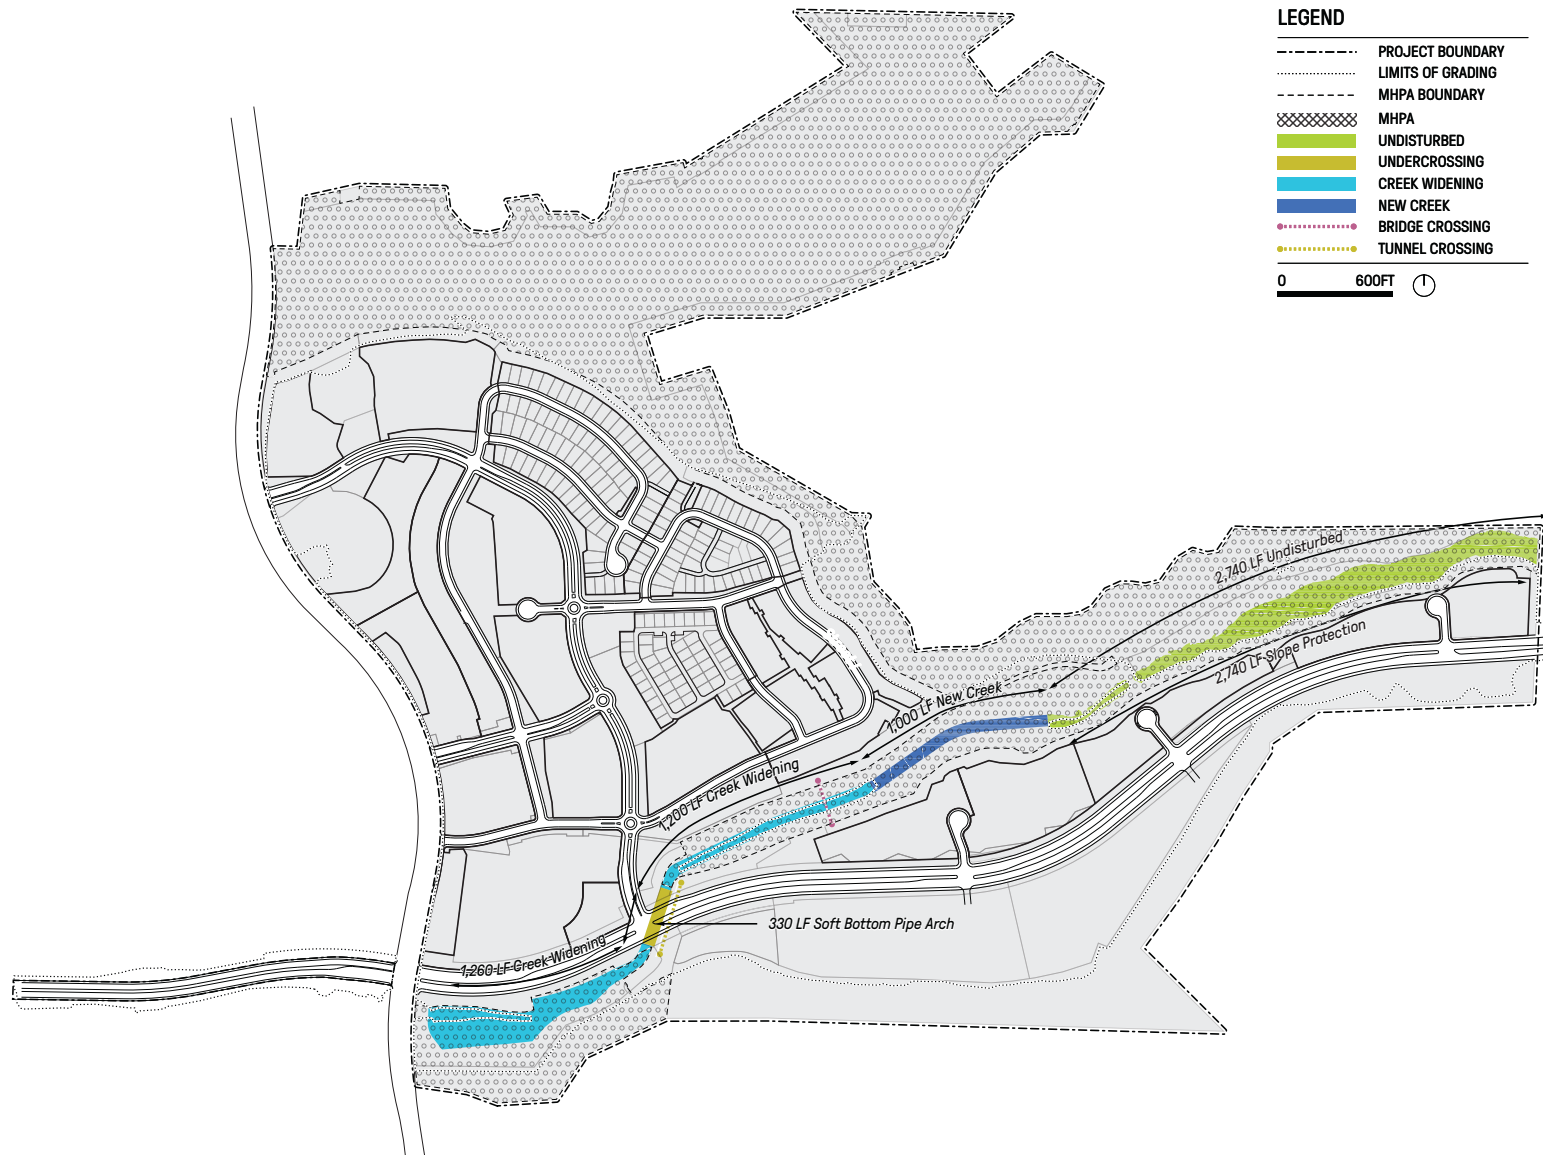 LEGEND
PROJECT BOUNDARY
LIMITS OF GRADING
MHPA BOUNDARY
MHPA
UNDISTURBED
UNDERCROSSING
CREEK WIDENING
NEW CREEK
BRIDGE CROSSING
TUNNEL CROSSING
0 600FT
2,740 LF Undisturbed
2,740 LF Slope Protection
1,000 LF New Creek
1,200 LF Creek Widening
330 LF Soft Bottom Pipe Arch
1,260 LF Creek Widening